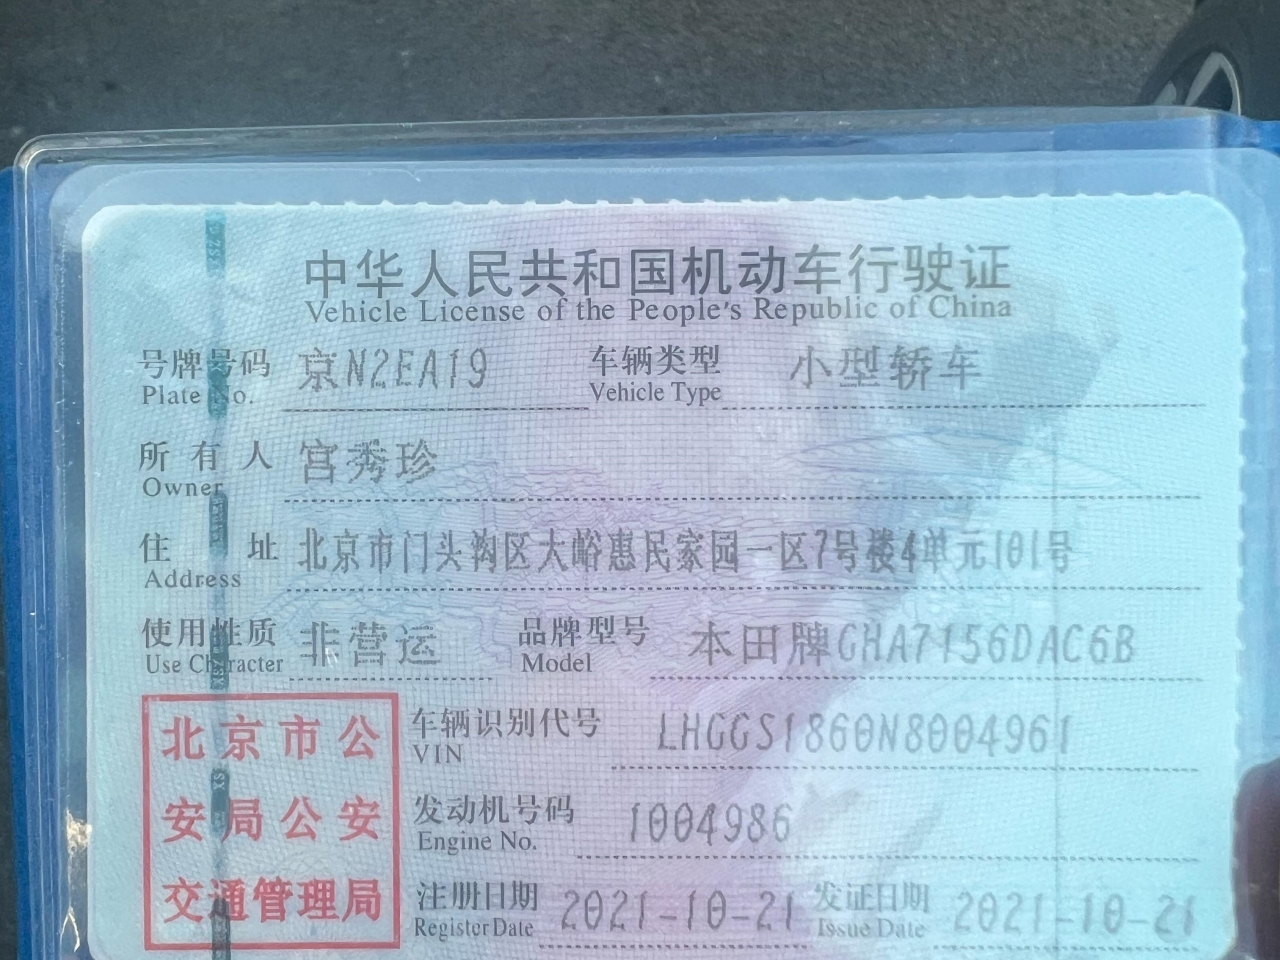 中华人民共和国机动车行驶证
Vehicle License of the People's Republic of China
号牌号码 京N2EA19 车辆类型 小型轿车
Plate No. Vehicle Type
所有人 宫秀珍
Owner
住址 北京市门头沟区大峪惠民家园一区7号楼4单元101号
Address
使用性质 非营运 品牌型号 本田牌GHA7156DAC6B
Use Character Model
北京市公 车辆识别代号 LHGGS1860N8004961
VIN
安局公安 发动机号码 1004986
Engine No.
交通管理局 注册日期 2021-10-21 发证日期 2021-10-21
Register Date Issue Date